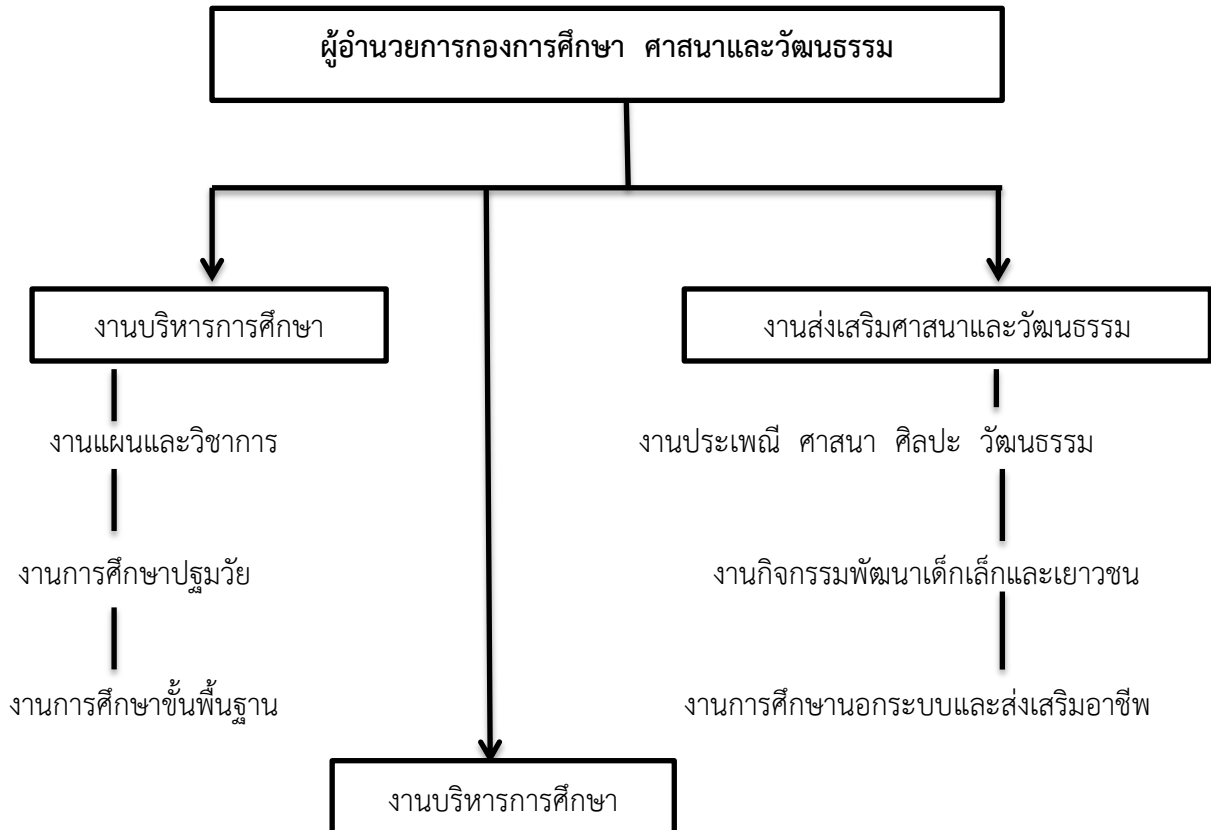 ผู้อำนวยการกองการศึกษา ศาสนาและวัฒนธรรม
งานบริหารการศึกษา
งานส่งเสริมศาสนาและวัฒนธรรม
งานแผนและวิชาการ
งานประเพณี ศาสนา ศิลปะ วัฒนธรรม
งานการศึกษาปฐมวัย
งานกิจกรรมพัฒนาเด็กเล็กและเยาวชน
งานการศึกษาขั้นพื้นฐาน
งานการศึกษานอกระบบและส่งเสริมอาชีพ
งานบริหารการศึกษา